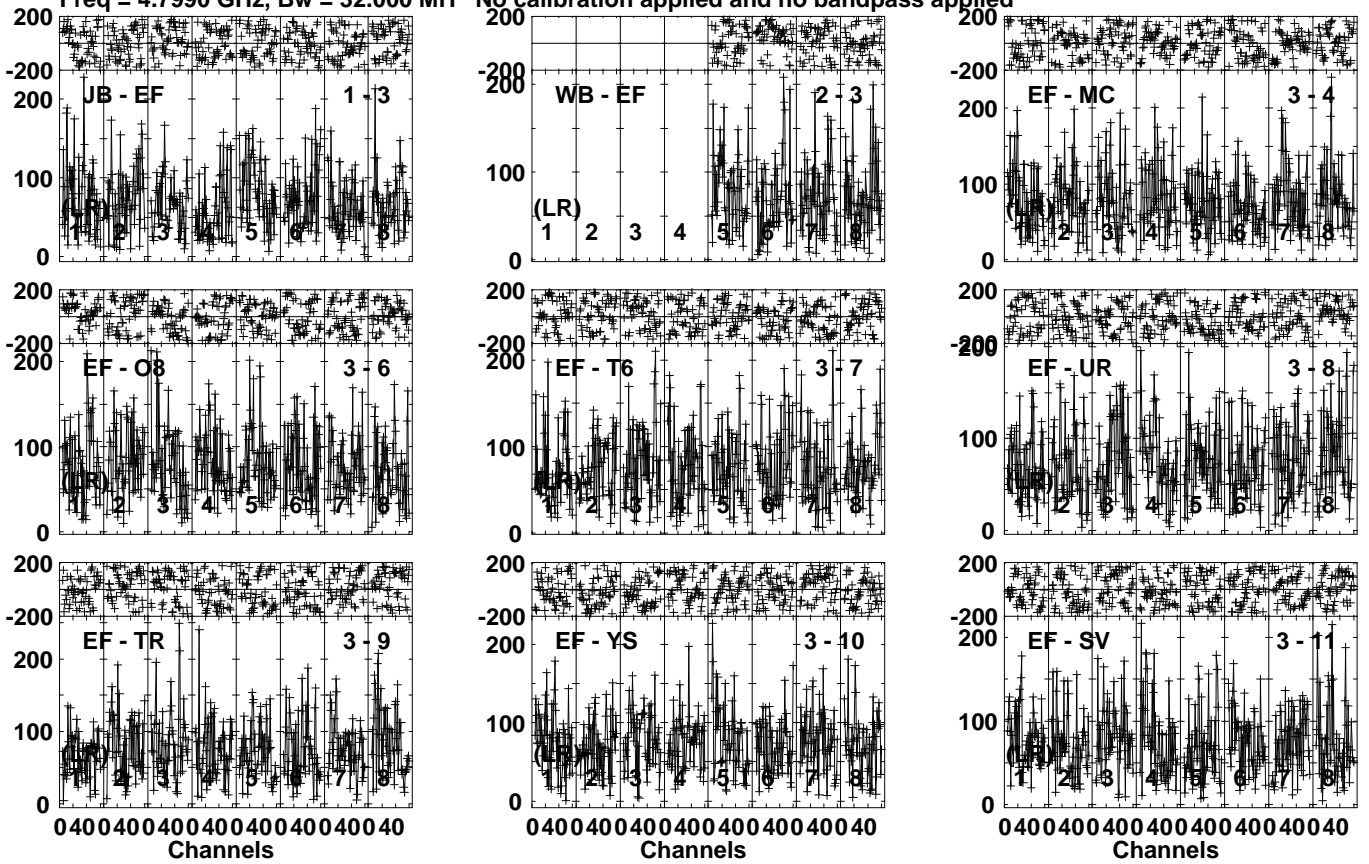 Freq = 4.7990 GHz, Bw = 32.000 MH No calibration applied and no bandpass applied
200 200 200
-200 -200 -200
200 JB - EF 1 - 3 200 WB - EF 2 - 3 200 EF - MC 3 - 4
100 100 100
(LR) (LR) (LR)
1 2 3 4 5 6 7 8 1 2 3 4 5 6 7 8 1 2 3 4 5 6 7 8
0 0 0
200 200 200
-200 -200 -200
200 EF - O8 3 - 6 200 EF - T6 3 - 7 200 EF - UR 3 - 8
100 100 100
(LR) (LR) (LR)
1 2 3 4 5 6 7 8 1 2 3 4 5 6 7 8 1 2 3 4 5 6 7 8
0 0 0
200 200 200
-200 -200 -200
200 EF - TR 3 - 9 200 EF - YS 3 - 10 200 EF - SV 3 - 11
100 100 100
(LR) (LR) (LR)
1 2 3 4 5 6 7 8 1 2 3 4 5 6 7 8 1 2 3 4 5 6 7 8
0 0 0
0 40 0 40 0 40 0 40 0 40 0 40 0 40 0 40 0 40 0 40 0 40 0 40 0 40 0 40 0 40 0 40 0 40 0 40 0 40 0 40 0 40 0 40 0 40 0 40
Channels Channels Channels